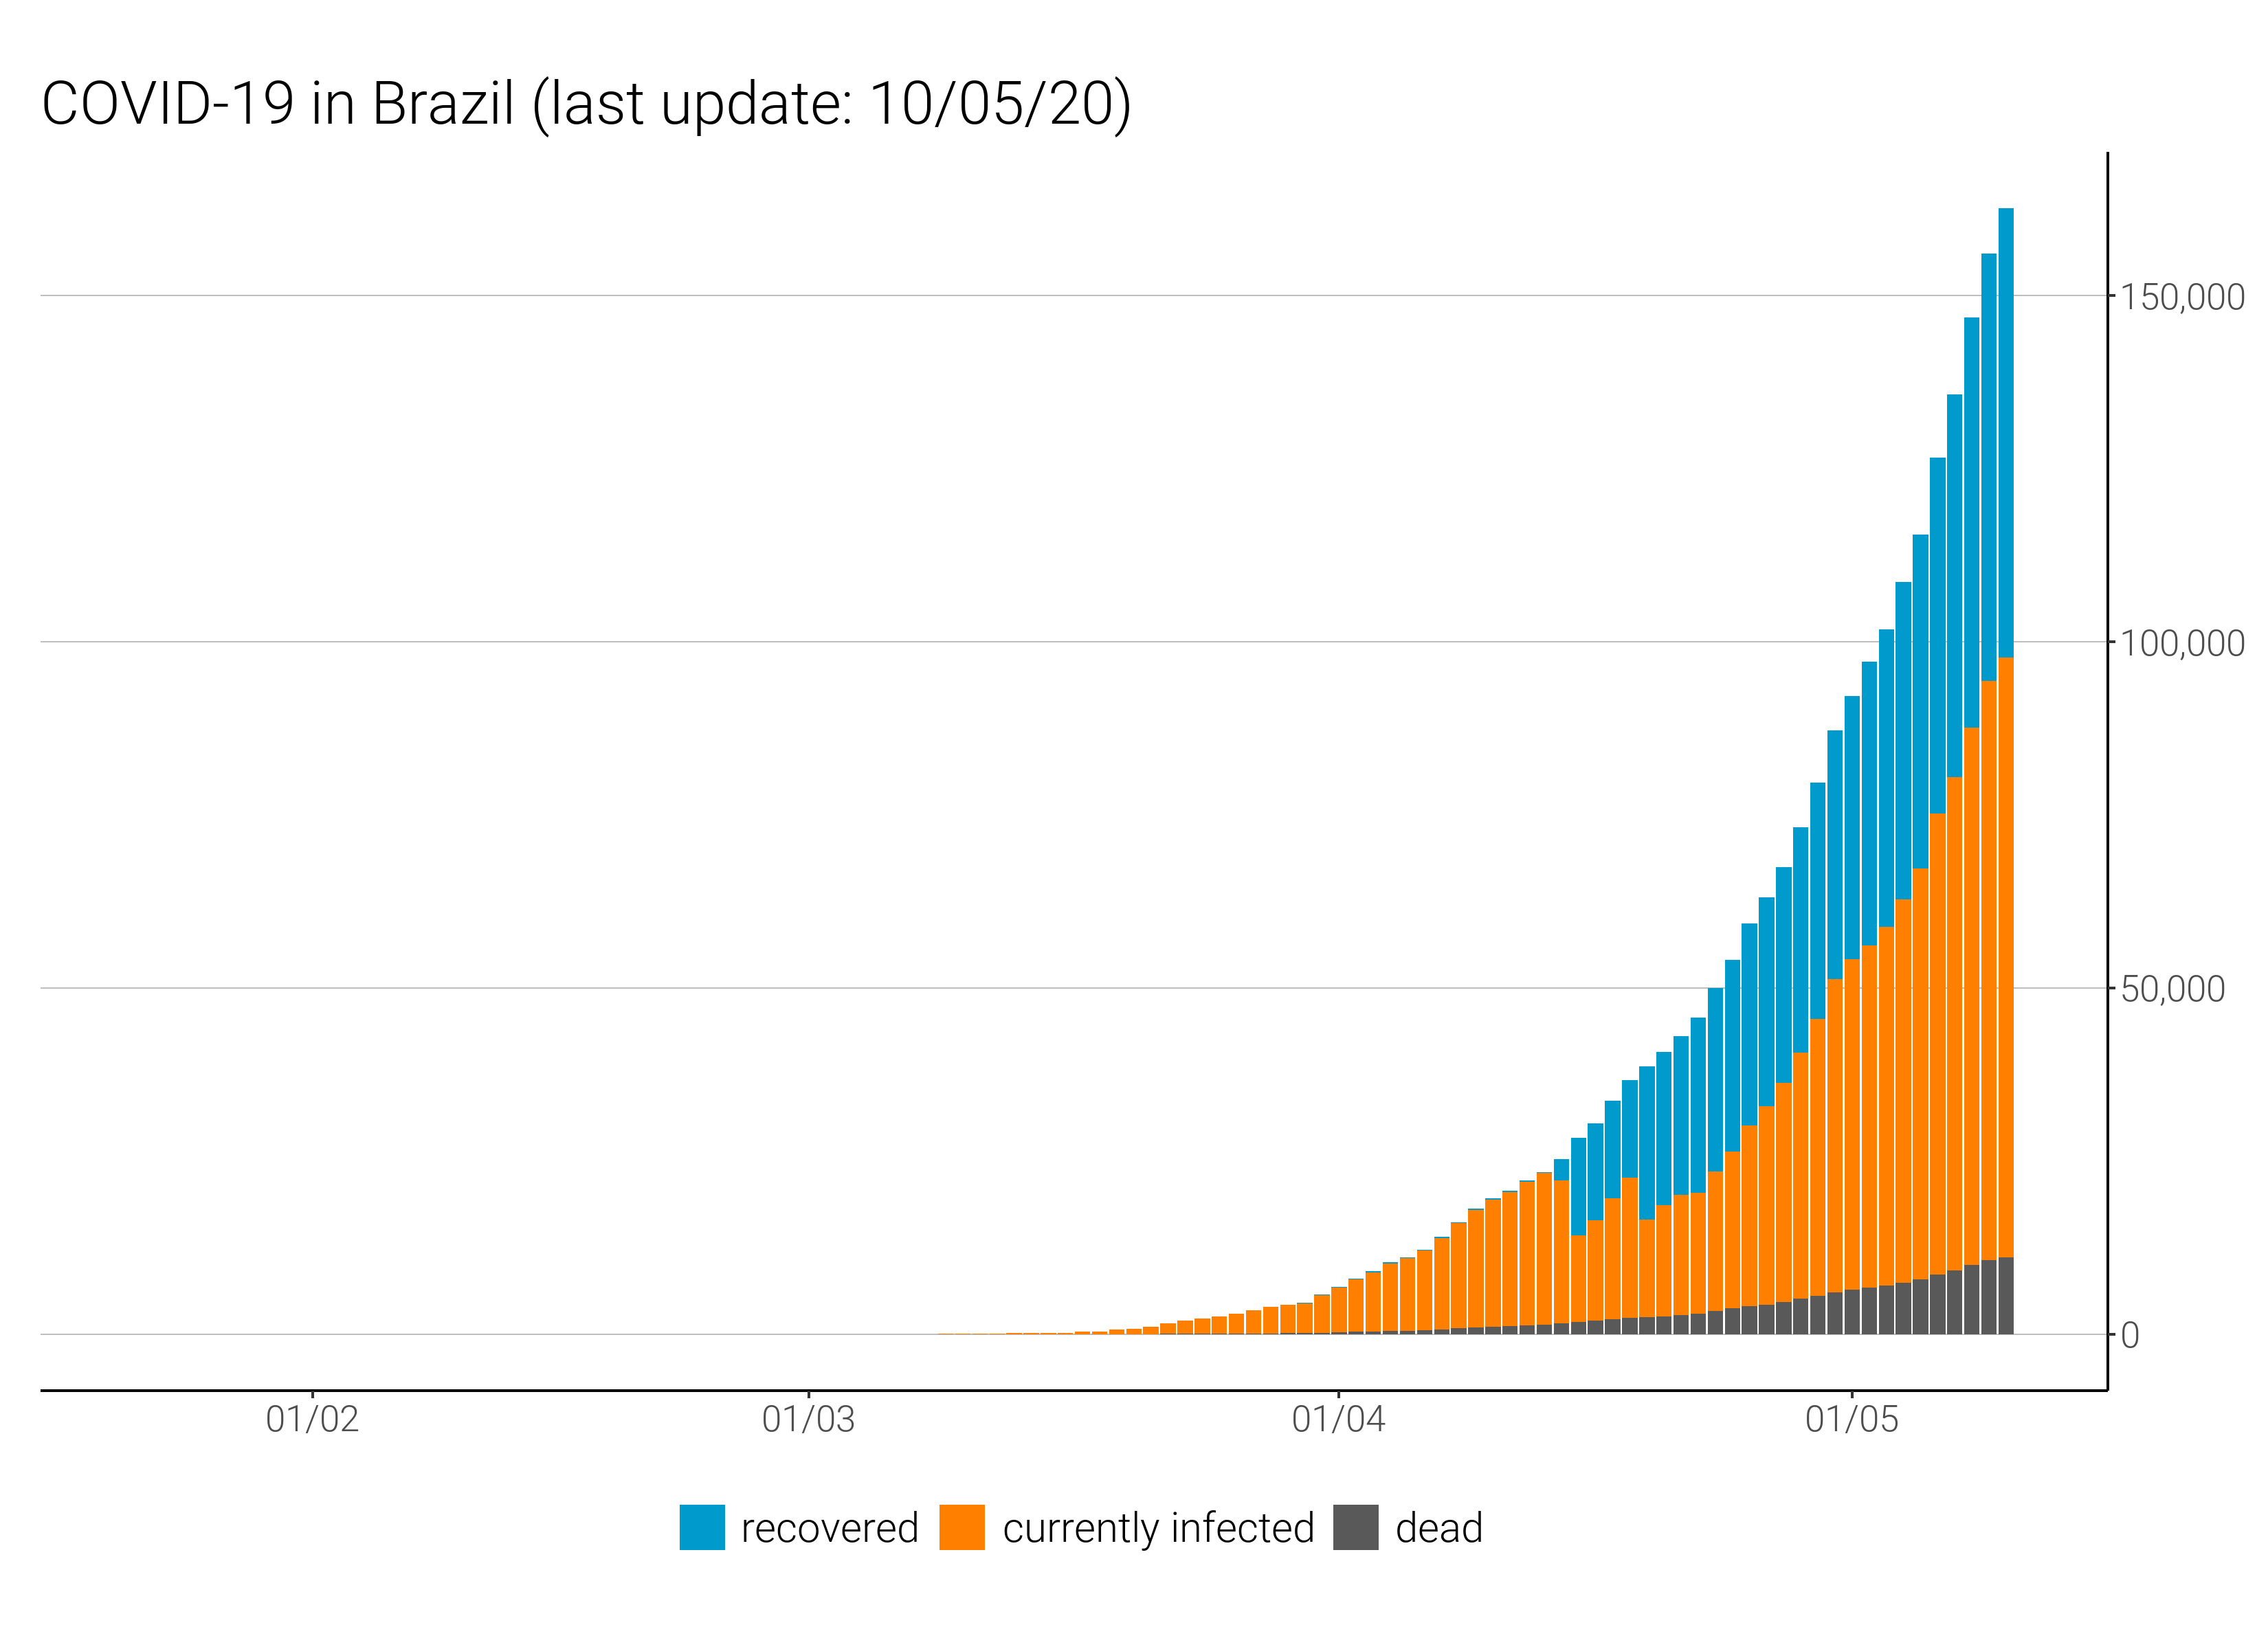 COVID-19 in Brazil (last update: 10/05/20)
150,000
100,000
50,000
0
01/02 01/03 01/04 01/05
recovered currently infected dead